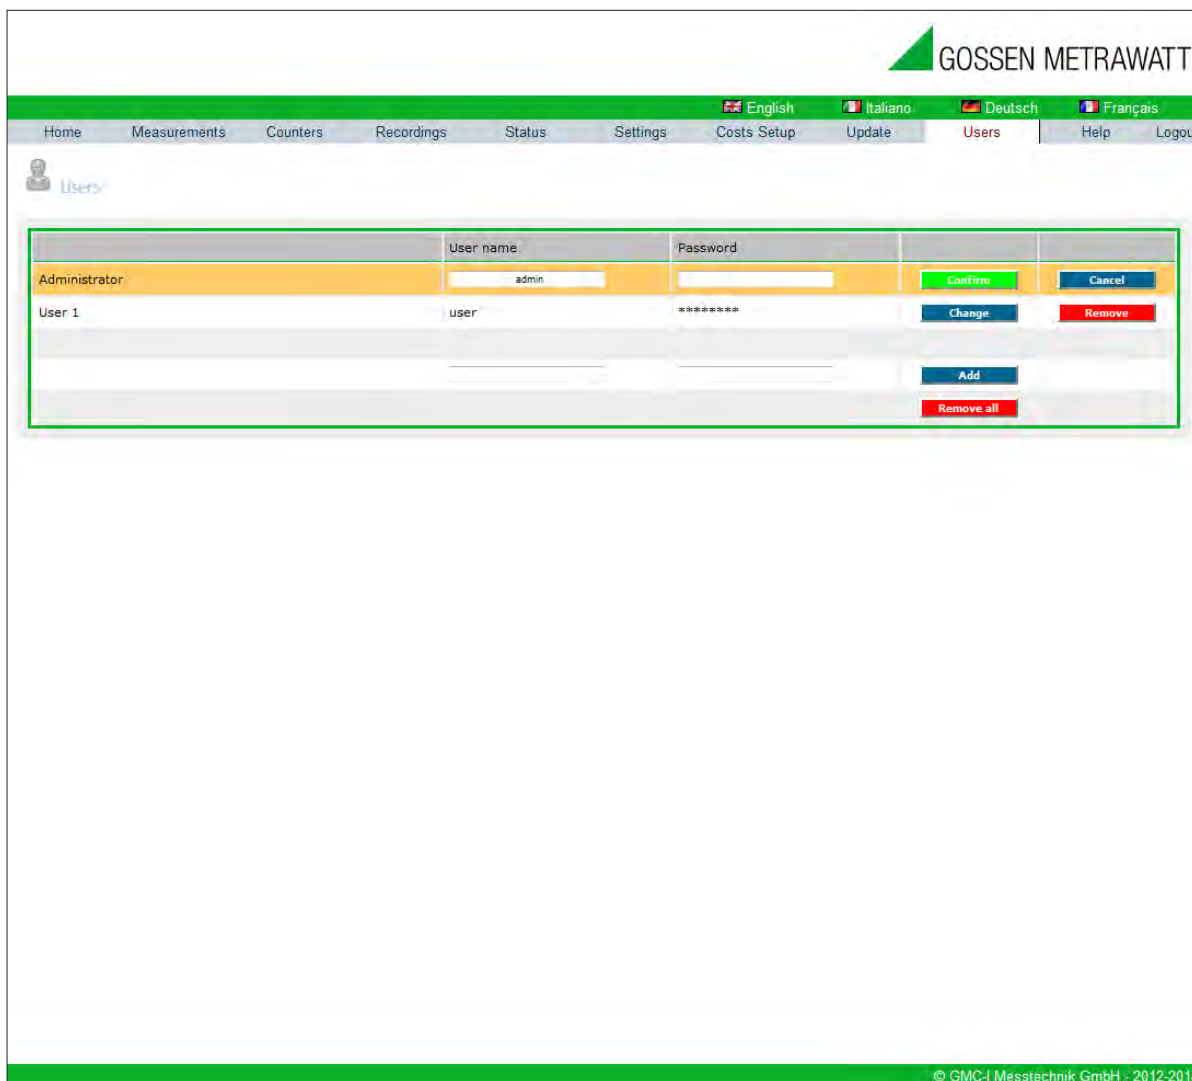 GOSSEN METRAWATT
English Italiano Deutsch Français
Home Measurements Counters Recordings Status Settings Costs Setup Update Users Help Logou
Users
User name Password
Administrator admin Confirm Cancel
User 1 user ******** Change Remove
Add
Remove all
© GMC-I Messtechnik GmbH - 2012-201